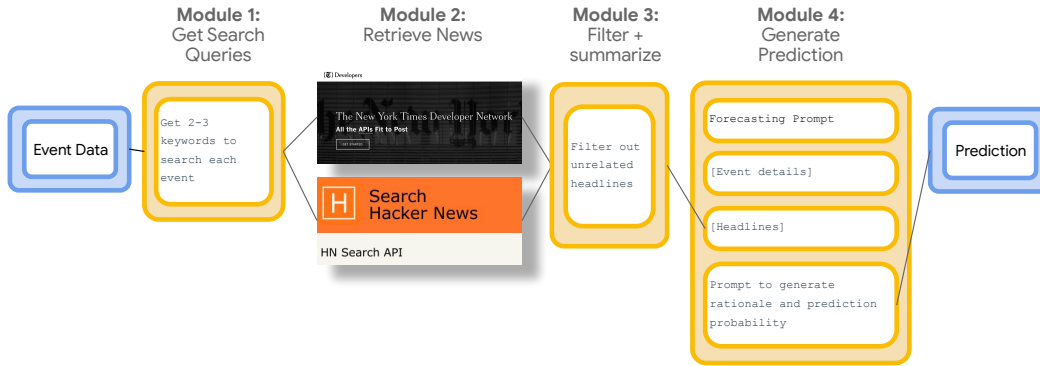 Module 1:
Get Search
Queries
Module 2:
Retrieve News
Module 3:
Filter +
summarize
Module 4:
Generate
Prediction
Event Data
Get 2-3
keywords to
search each
event
[T] Developers
The New York Times Developer Network
All the APIs Fit to Post
GET STARTED
H
Search
Hacker News
HN Search API
Filter out
unrelated
headlines
Forecasting Prompt
[Event details]
[Headlines]
Prompt to generate
rationale and prediction
probability
Prediction